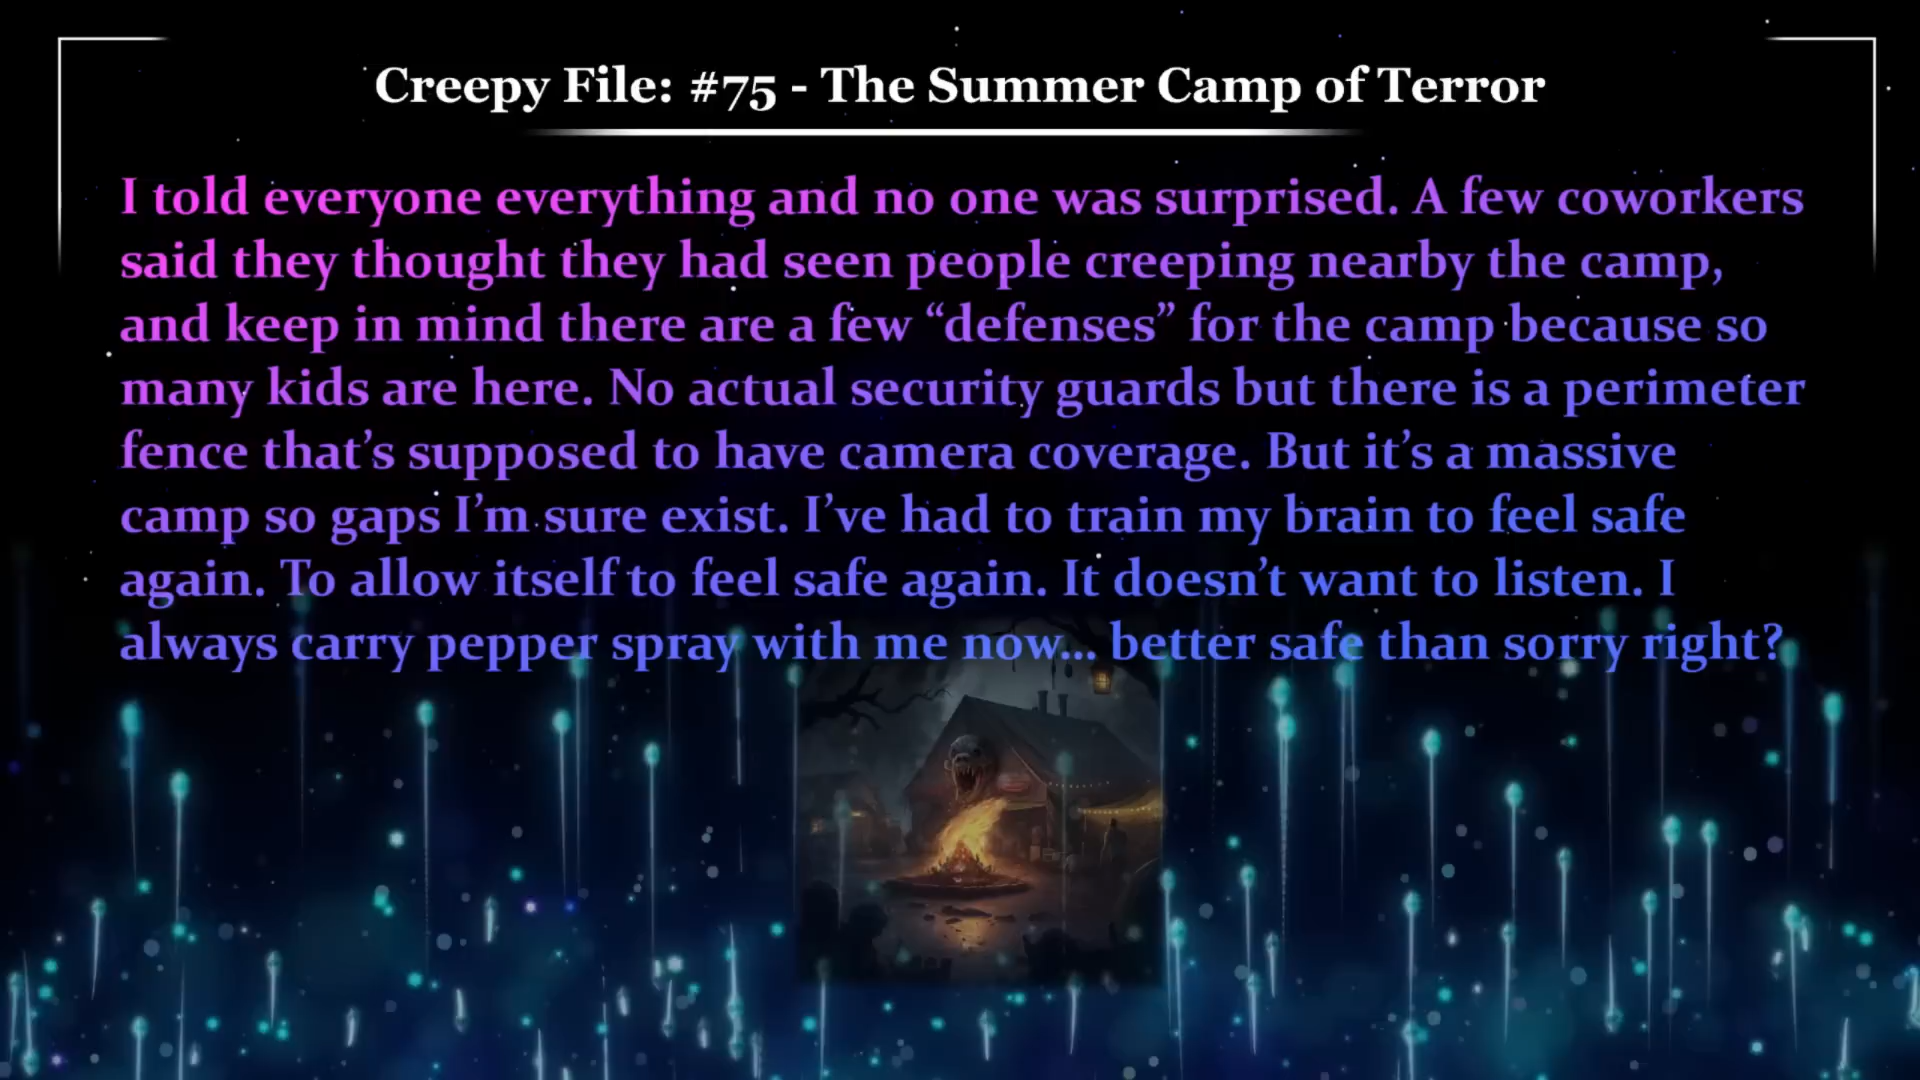 Creepy File: #75 - The Summer Camp of Terror
I told everyone everything and no one was surprised. A few coworkers
said they thought they had seen people creeping nearby the camp,
and keep in mind there are a few “defenses” for the camp because so
many kids are here. No actual security guards but there is a perimeter
fence that’s supposed to have camera coverage. But it’s a massive
camp so gaps I’m sure exist. I’ve had to train my brain to feel safe
again. To allow itself to feel safe again. It doesn’t want to listen. I
always carry pepper spray with me now... better safe than sorry right?